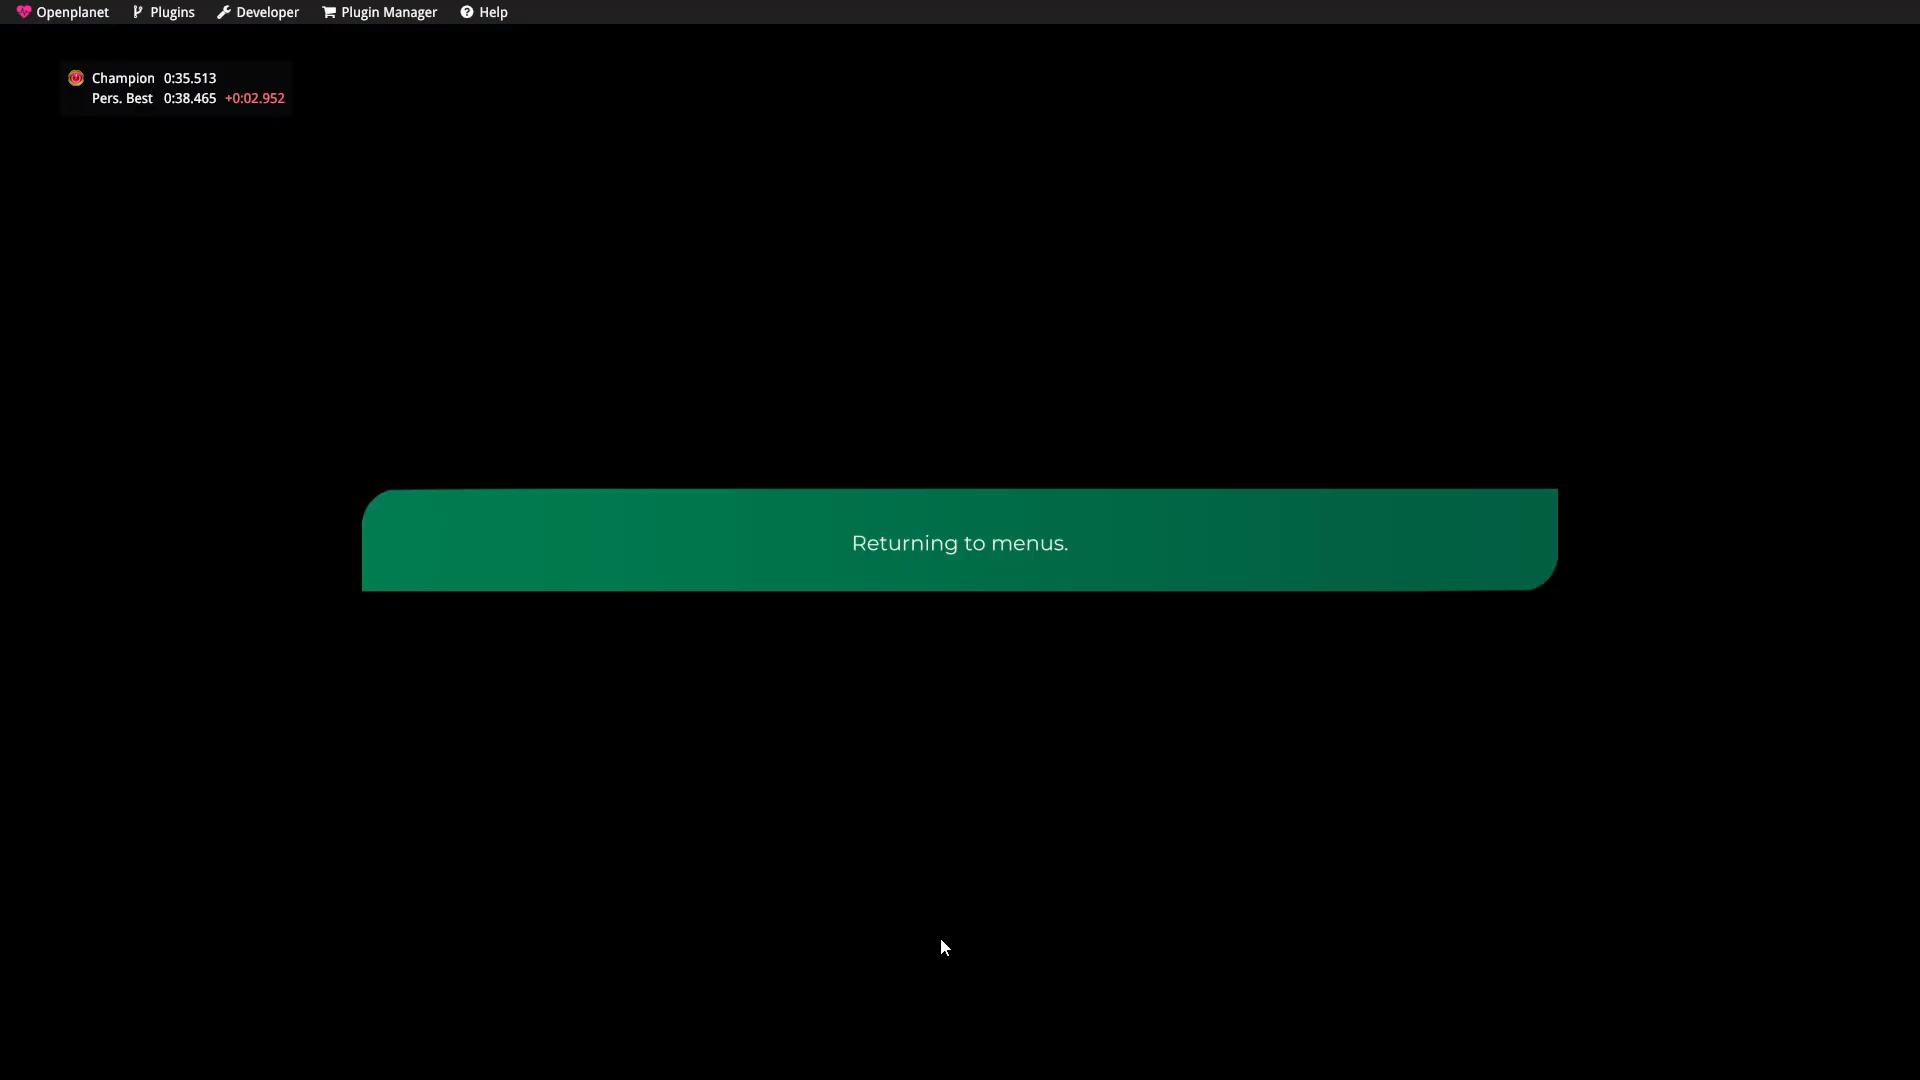 Openplanet Plugins Developer Plugin Manager Help
Champion 0:35.513
Pers. Best 0:38.465 +0:02.952
Returning to menus.